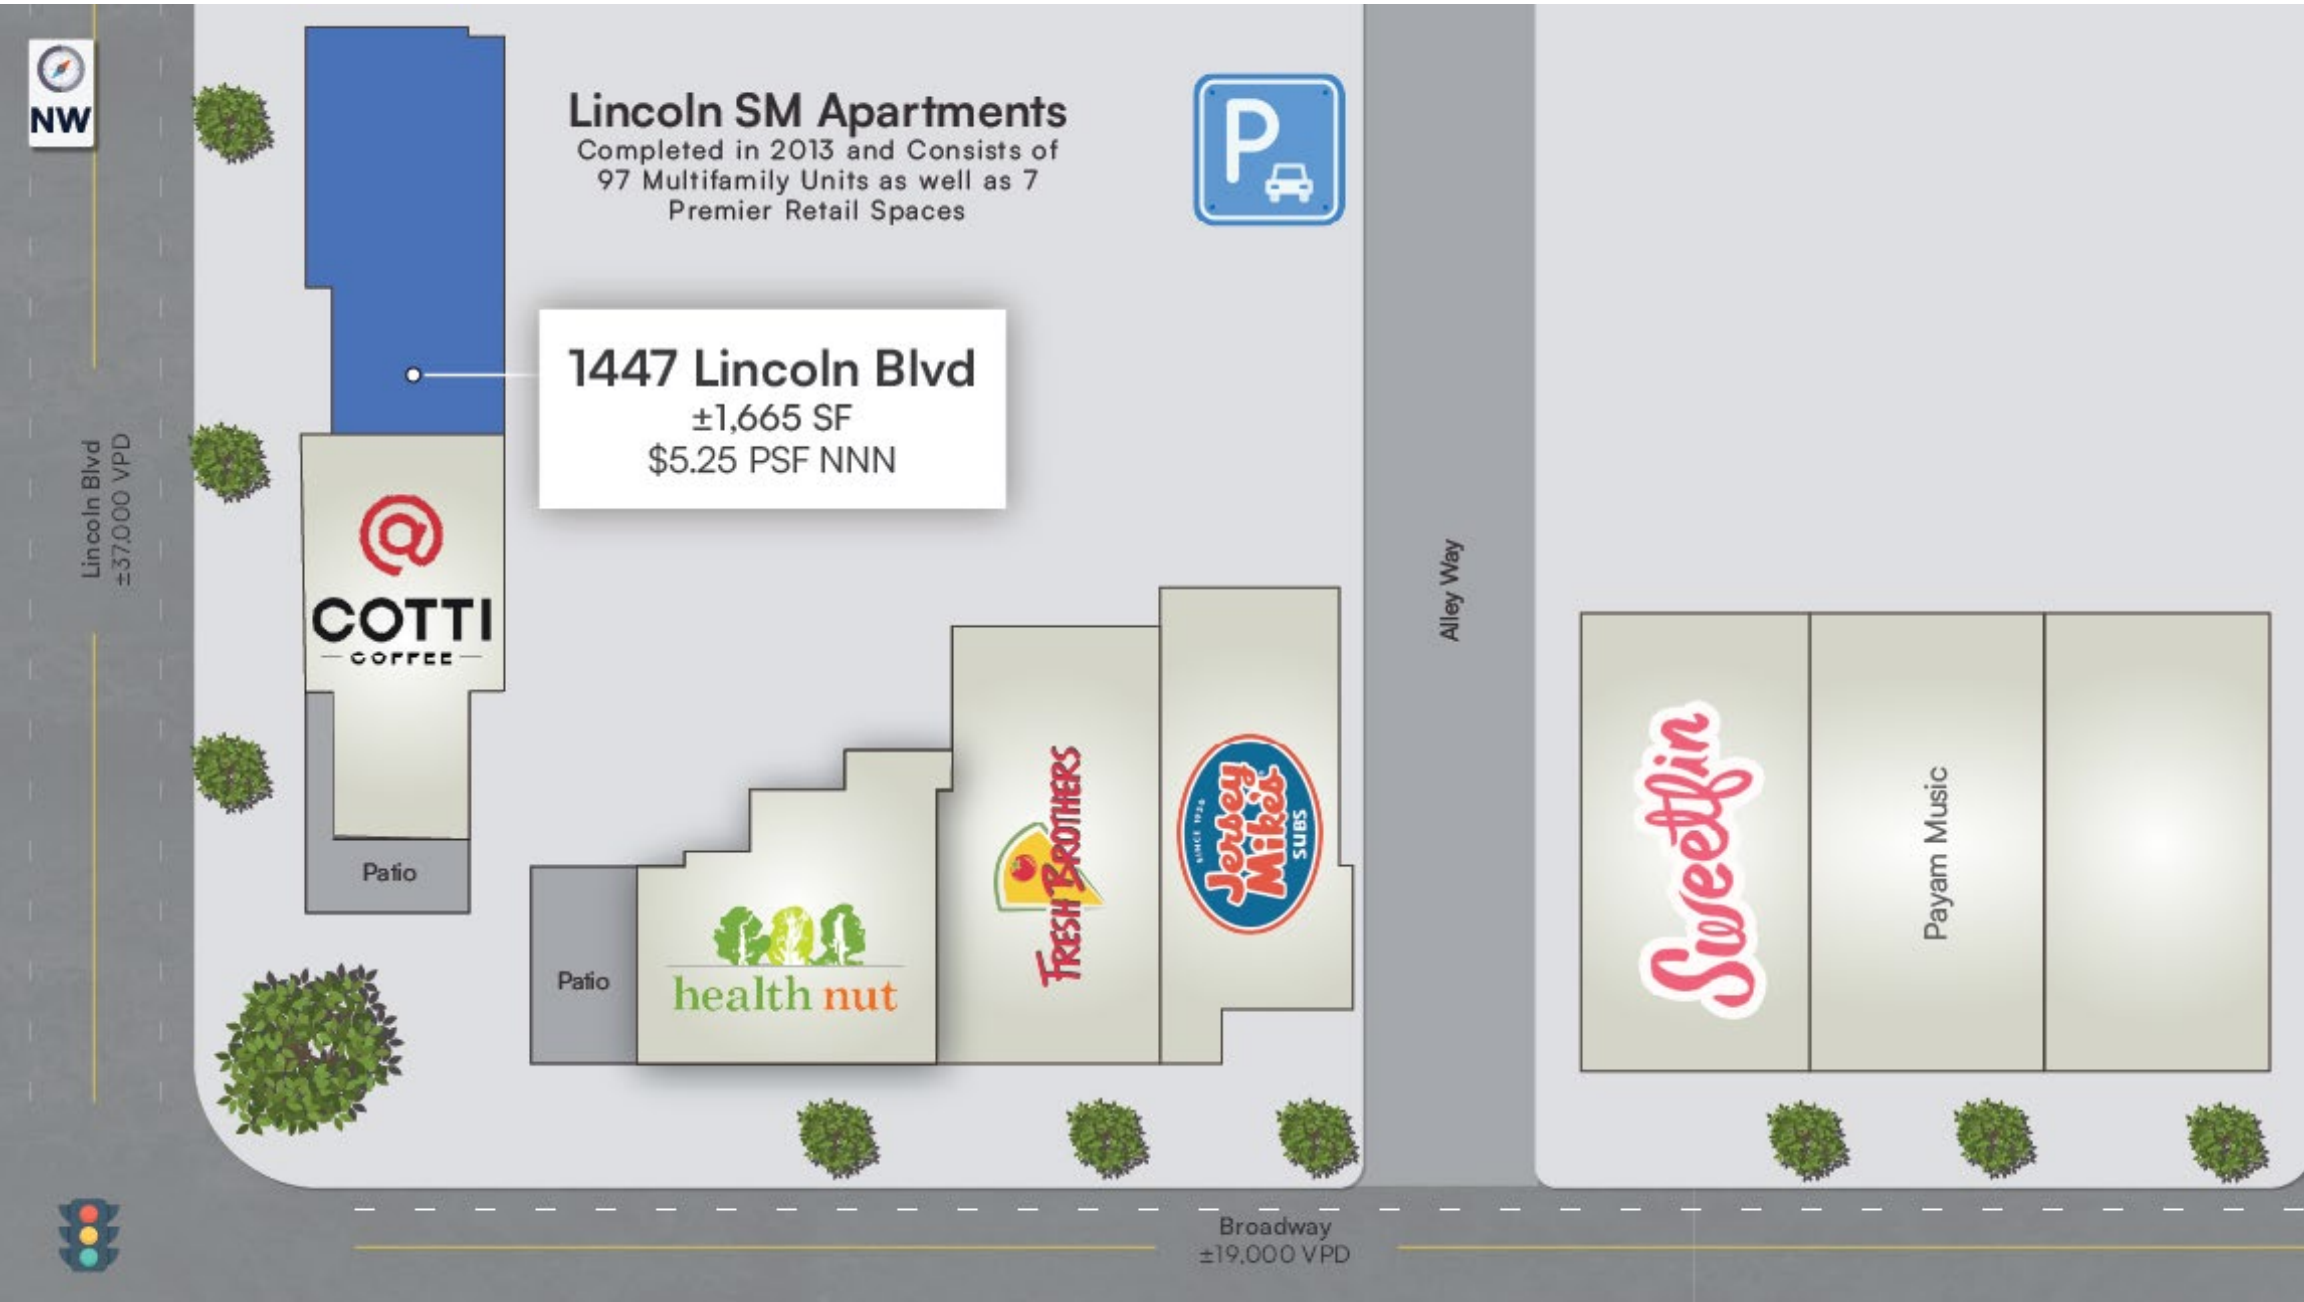 NW
Lincoln SM Apartments
Completed in 2013 and Consists of
97 Multifamily Units as well as 7
Premier Retail Spaces
P
1447 Lincoln Blvd
±1,665 SF
$5.25 PSF NNN
Lincoln Blvd
±37,000 VPD
@
COTTI
COFFEE
Patio
Patio
health nut
FRESH BROTHERS
SINCE 1956
Jersey
Mike's
SUBS
Alley Way
Sweetfin
Payam Music
Broadway
±19,000 VPD